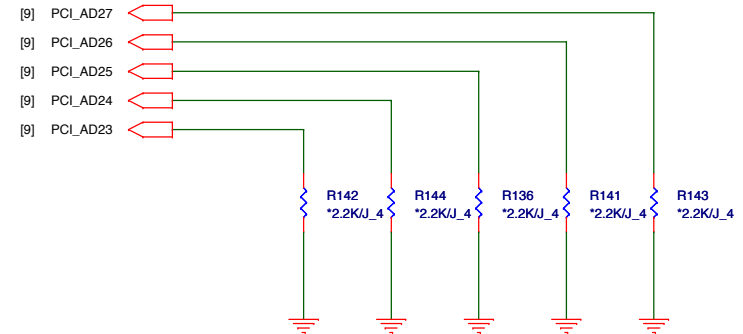 [9] PCI_AD27
[9] PCI_AD26
[9] PCI_AD25
[9] PCI_AD24
[9] PCI_AD23
R142 R144 R136 R141 R143
*2.2K/J_4 *2.2K/J_4 *2.2K/J_4 *2.2K/J_4 *2.2K/J_4